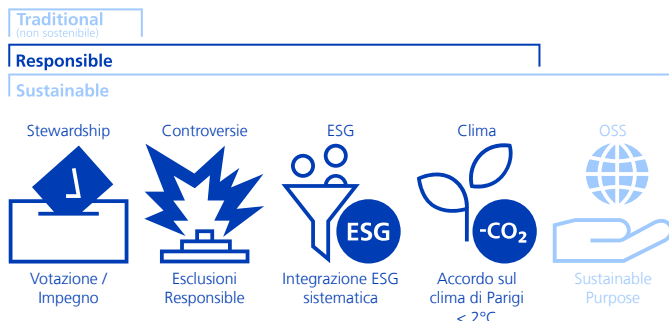 Traditional
(non sostenibile)
Responsible
Sustainable
Stewardship
Controversie
ESG
Clima
OSS
ESG
-CO₂
Votazione /
Impegno
Esclusioni
Responsible
Integrazione ESG
sistematica
Accordo sul
clima di Parigi
< 2°C
Sustainable
Purpose